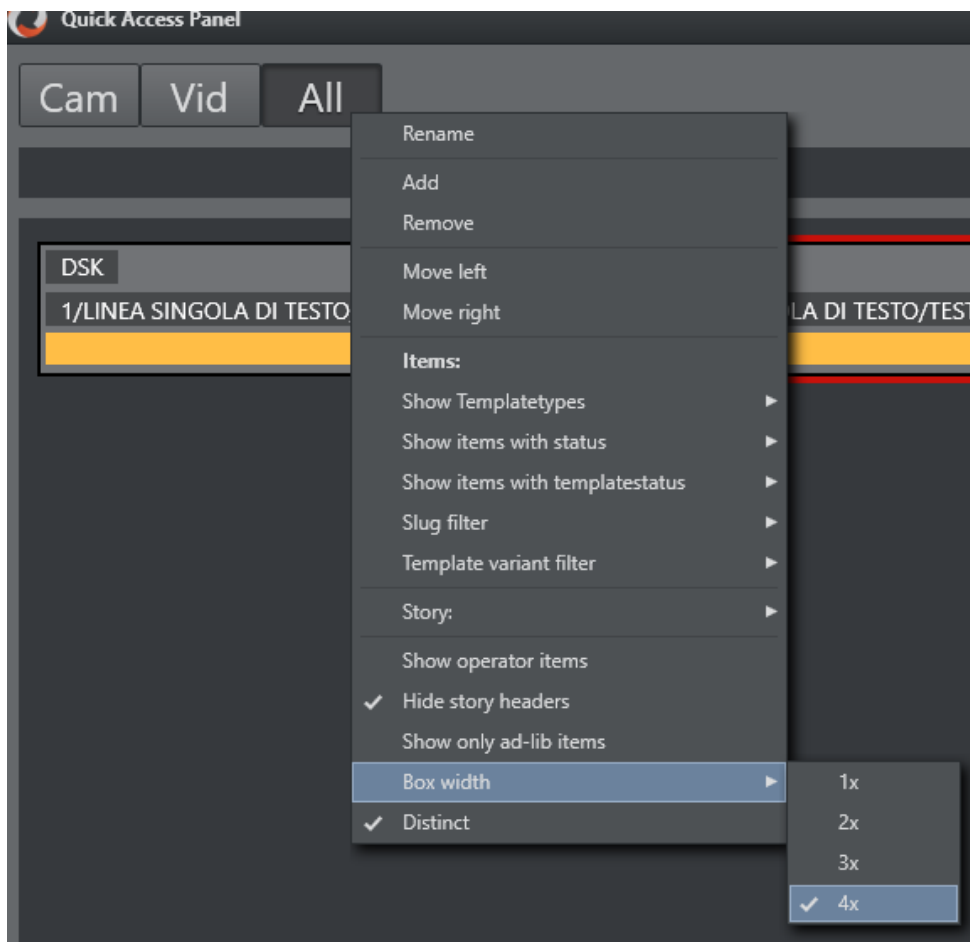 Quick Access Panel
Cam Vid All
Rename
Add
Remove
DSK
Move left
1/LINEA SINGOLA DI TESTO
Move right
LA DI TESTO/TEST
Items:
Show Templatetypes
Show items with status
Show items with templatestatus
Slug filter
Template variant filter
Story:
Show operator items
Hide story headers
Show only ad-lib items
Box width
1x
Distinct
2x
3x
4x